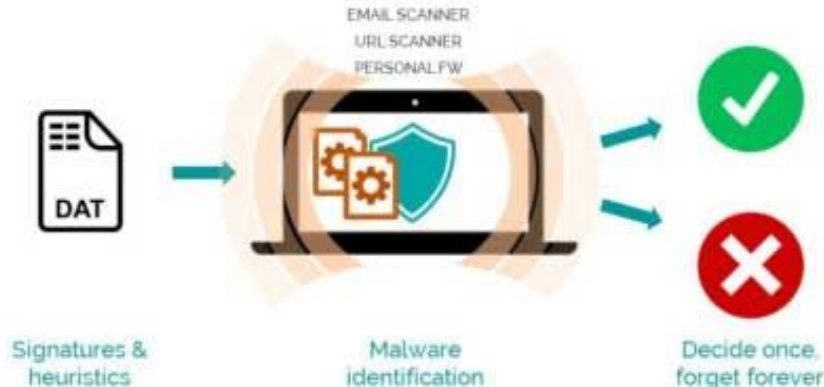 EMAIL SCANNER
URL SCANNER
PERSONAL FW
DAT
Signatures &
heuristics
Malware
identification
Decide once,
forget forever